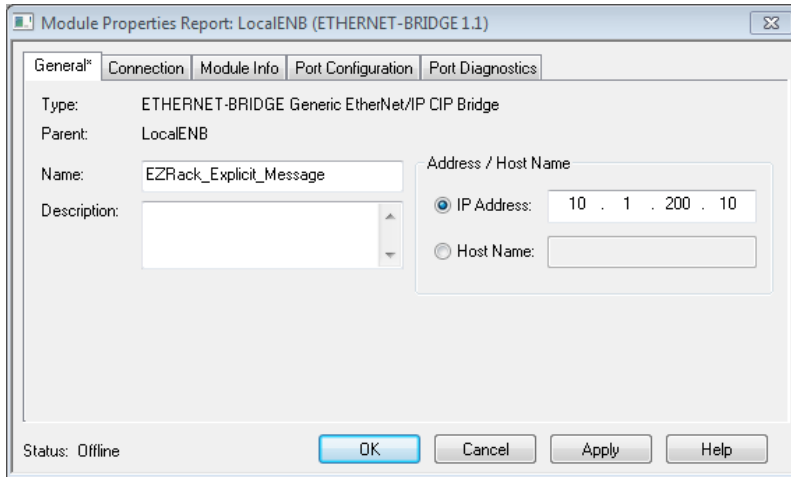 Module Properties Report: LocalENB (ETHERNET-BRIDGE 1.1)
General* Connection Module Info Port Configuration Port Diagnostics
Type: ETHERNET-BRIDGE Generic EtherNet/IP CIP Bridge
Parent: LocalENB
Address / Host Name
Name: EZRack_Explicit_Message
IP Address: 10 . 1 . 200 . 10
Description:
Host Name:
Status: Offline OK Cancel Apply Help